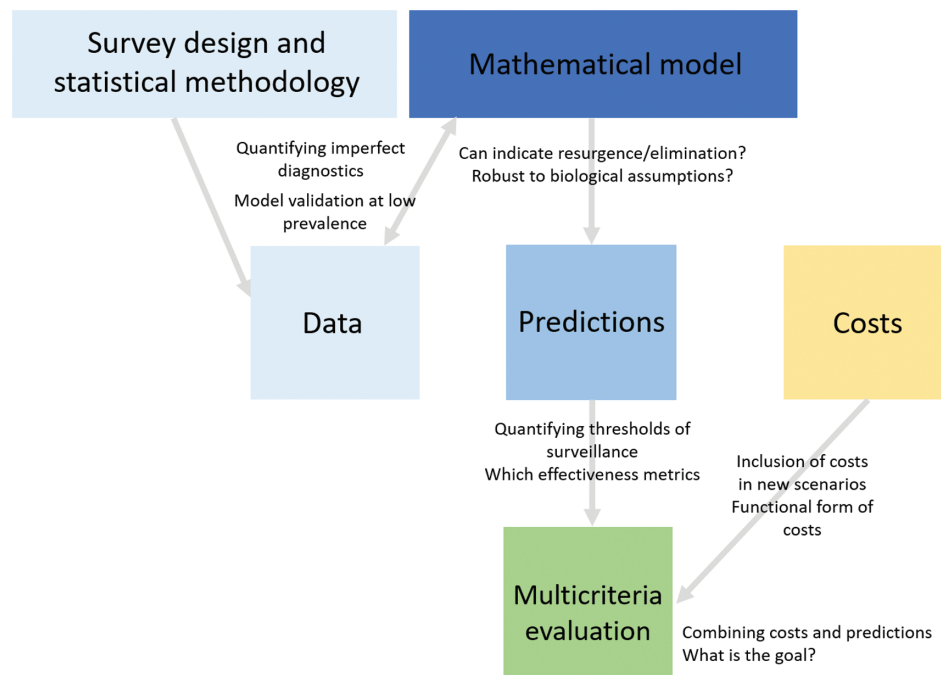 Survey design and
statistical methodology
Mathematical model
Quantifying imperfect
diagnostics
Model validation at low
prevalence
Can indicate resurgence/elimination?
Robust to biological assumptions?
Data
Predictions
Costs
Quantifying thresholds of
surveillance
Which effectiveness metrics
Inclusion of costs
in new scenarios
Functional form of
costs
Multicriteria
evaluation
Combining costs and predictions
What is the goal?